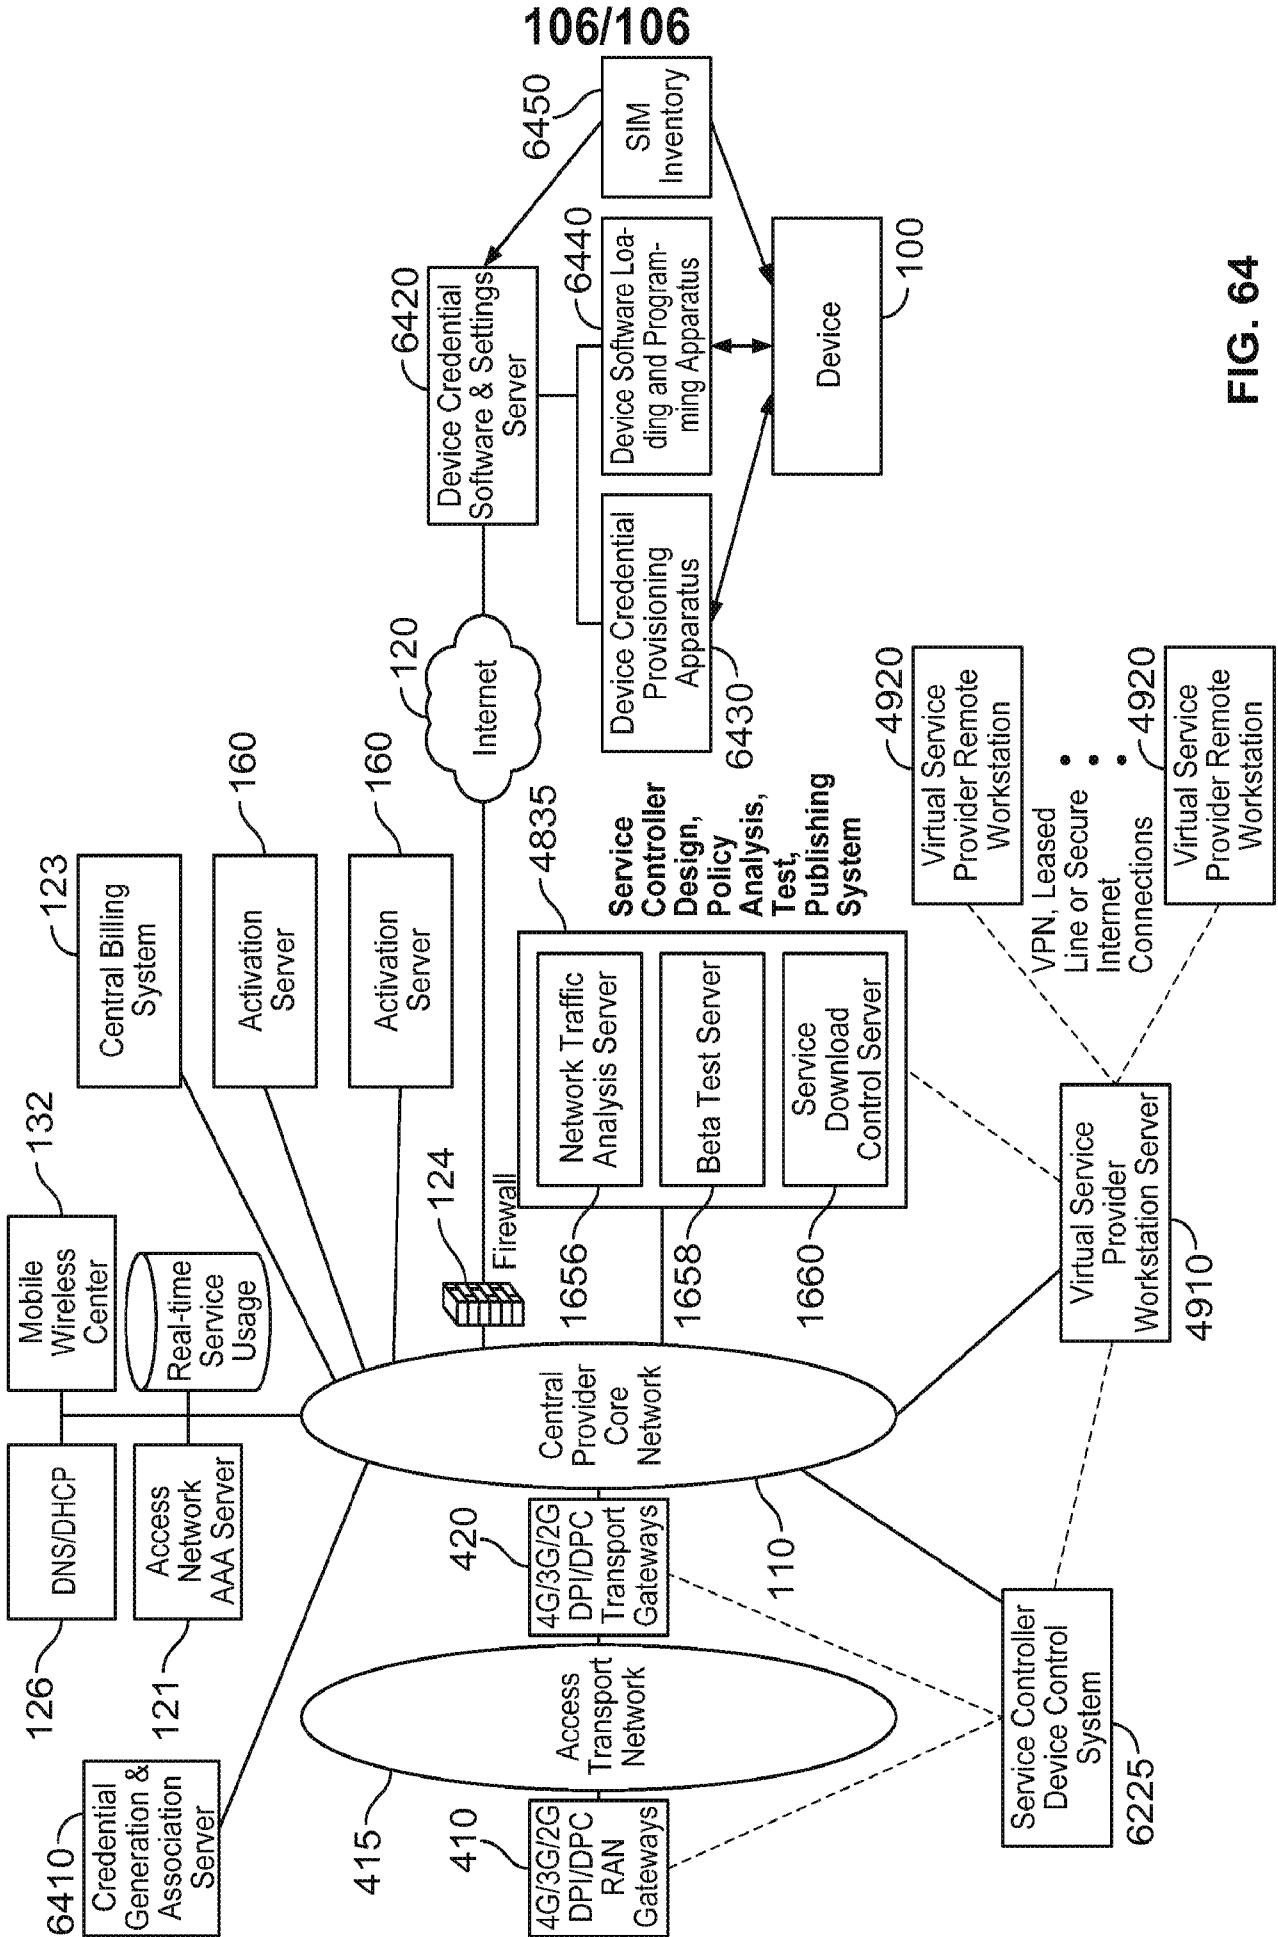 106/106
6410
Credential
Generation &
Association
Server
126
DNS/DHCP
121
Access
Network
AAA Server
Mobile
Wireless
Center
132
Real-time
Service
Usage
Central Billing
System
123
Activation
Server
160
Activation
Server
160
415
Access
Transport
Network
410
4G/3G/2G
DPI/DPC
RAN
Gateways
420
4G/3G/2G
DPI/DPC
Transport
Gateways
Central
Provider
Core
Network
110
124
Firewall
Internet
120
Device Credential
Software & Settings
Server
6420
Device Credential
Provisioning
Apparatus
6430
Device Software Loa-
ding and Program-
ming Apparatus
6440
SIM
Inventory
6450
Device
100
1656
Network Traffic
Analysis Server
1658
Beta Test Server
1660
Service
Download
Control Server
4835
Service
Controller
Design,
Policy
Analysis,
Test,
Publishing
System
Service Controller
Device Control
System
6225
Virtual Service
Provider
Workstation Server
4910
VPN, Leased
Line or Secure
Internet
Connections
Virtual Service
Provider Remote
Workstation
4920
Virtual Service
Provider Remote
Workstation
4920
FIG. 64